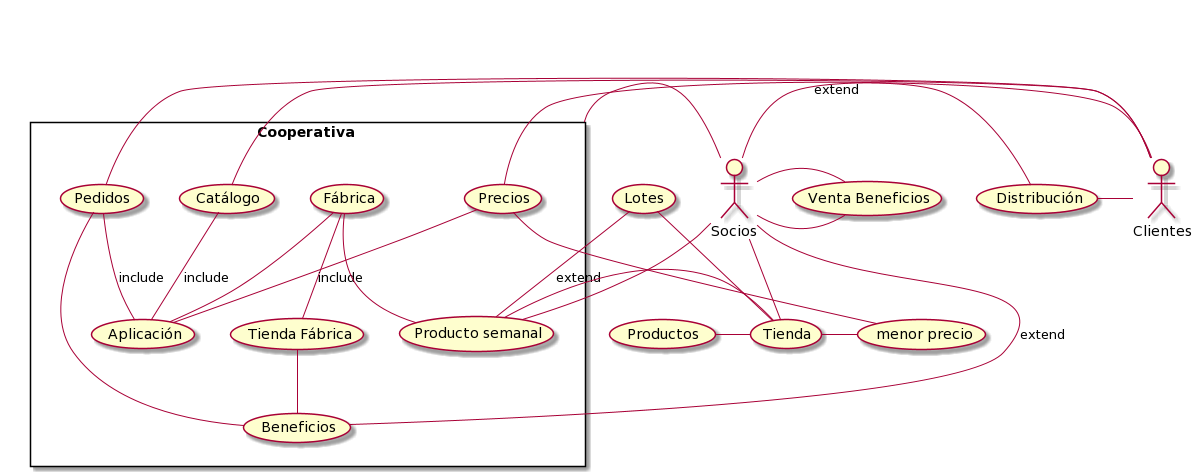 extend
Cooperativa
Pedidos
Catálogo
Fábrica
Precios
Lotes
Venta Beneficios
Distribución
Socios
Clientes
include
include
include
extend
Aplicación
Tienda Fábrica
Producto semanal
Productos
Tienda
menor precio
extend
Beneficios